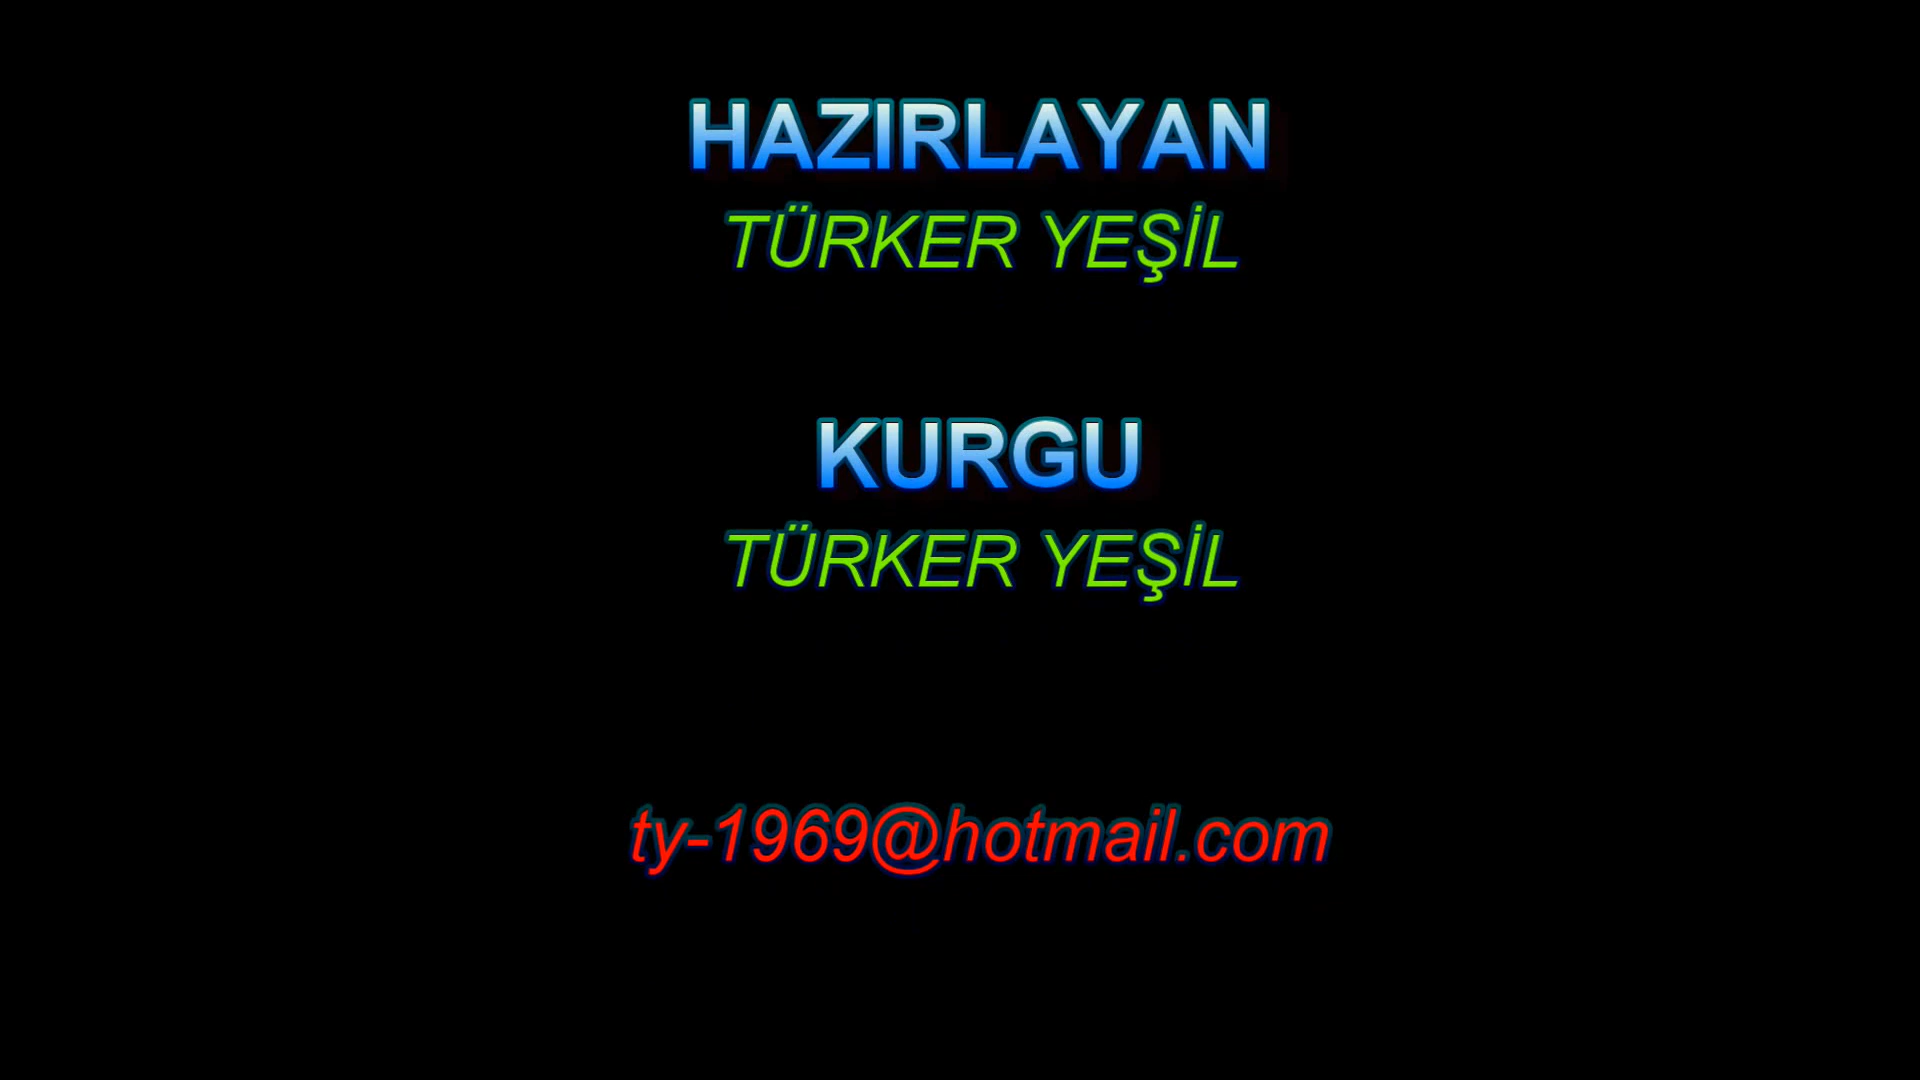 HAZIRLAYAN
TÜRKER YEŞİL
KURGU
TÜRKER YEŞİL
ty-1969@hotmail.com